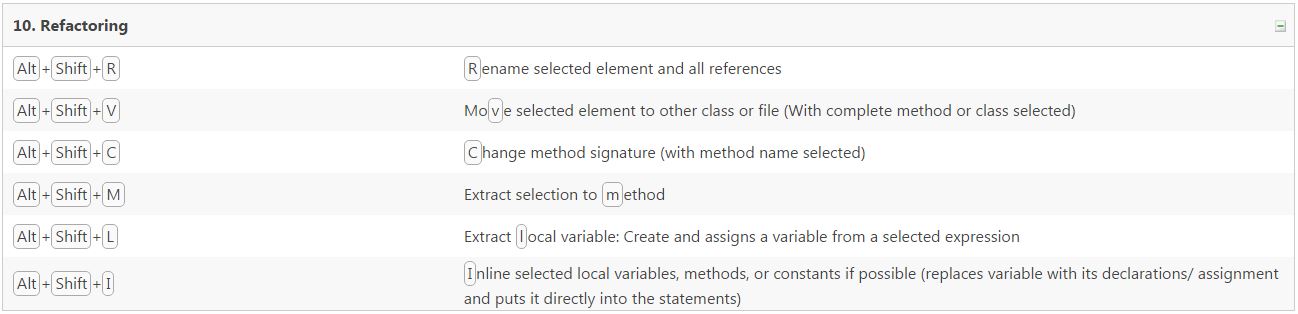 10. Refactoring
Alt+Shift+R Rename selected element and all references
Alt+Shift+V Move selected element to other class or file (With complete method or class selected)
Alt+Shift+C Change method signature (with method name selected)
Alt+Shift+M Extract selection to method
Alt+Shift+L Extract local variable: Create and assigns a variable from a selected expression
Alt+Shift+I Inline selected local variables, methods, or constants if possible (replaces variable with its declarations/ assignment
and puts it directly into the statements)